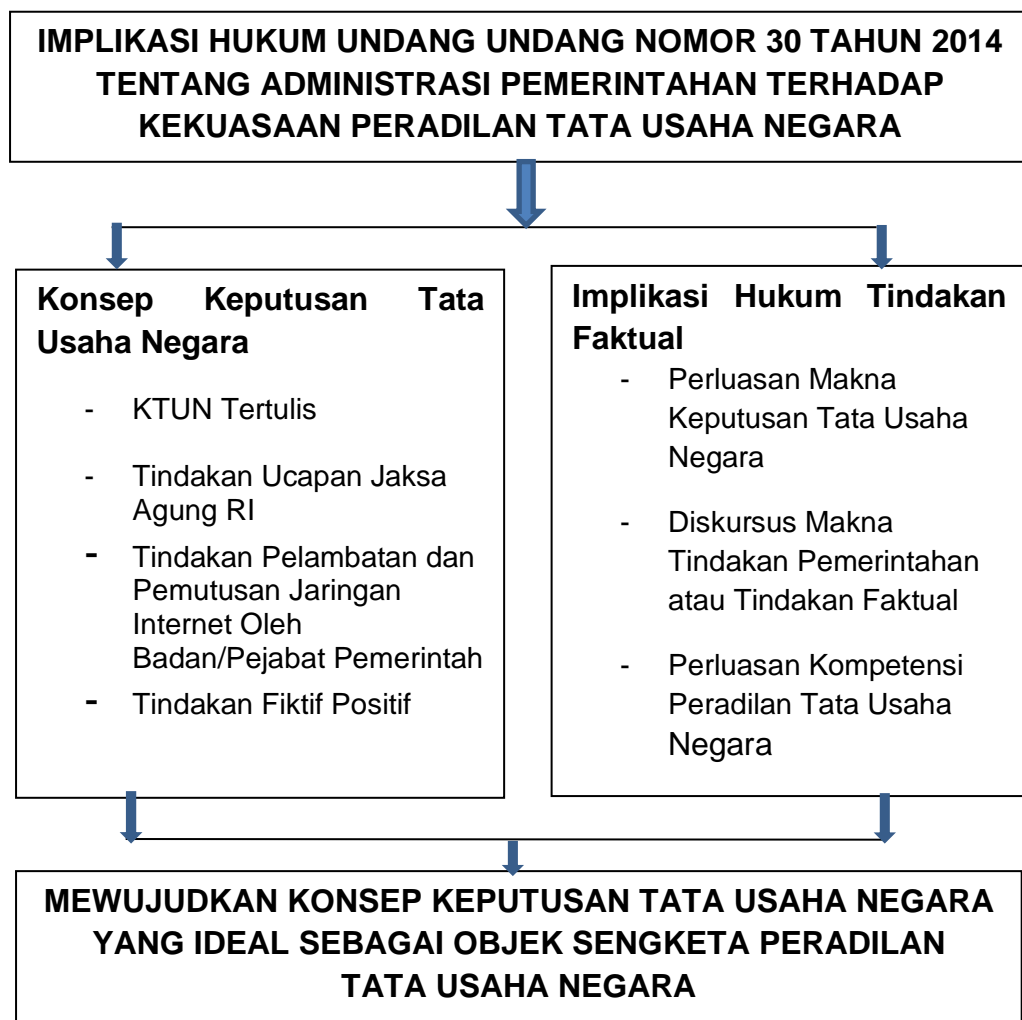 IMPLIKASI HUKUM UNDANG UNDANG NOMOR 30 TAHUN 2014
TENTANG ADMINISTRASI PEMERINTAHAN TERHADAP
KEKUASAAN PERADILAN TATA USAHA NEGARA
Konsep Keputusan Tata
Usaha Negara
- KTUN Tertulis
- Tindakan Ucapan Jaksa
Agung RI
- Tindakan Pelambatan dan
Pemutusan Jaringan
Internet Oleh
Badan/Pejabat Pemerintah
- Tindakan Fiktif Positif
Implikasi Hukum Tindakan
Faktual
- Perluasan Makna
Keputusan Tata Usaha
Negara
- Diskursus Makna
Tindakan Pemerintahan
atau Tindakan Faktual
- Perluasan Kompetensi
Peradilan Tata Usaha
Negara
MEWUJUDKAN KONSEP KEPUTUSAN TATA USAHA NEGARA
YANG IDEAL SEBAGAI OBJEK SENGKETA PERADILAN
TATA USAHA NEGARA